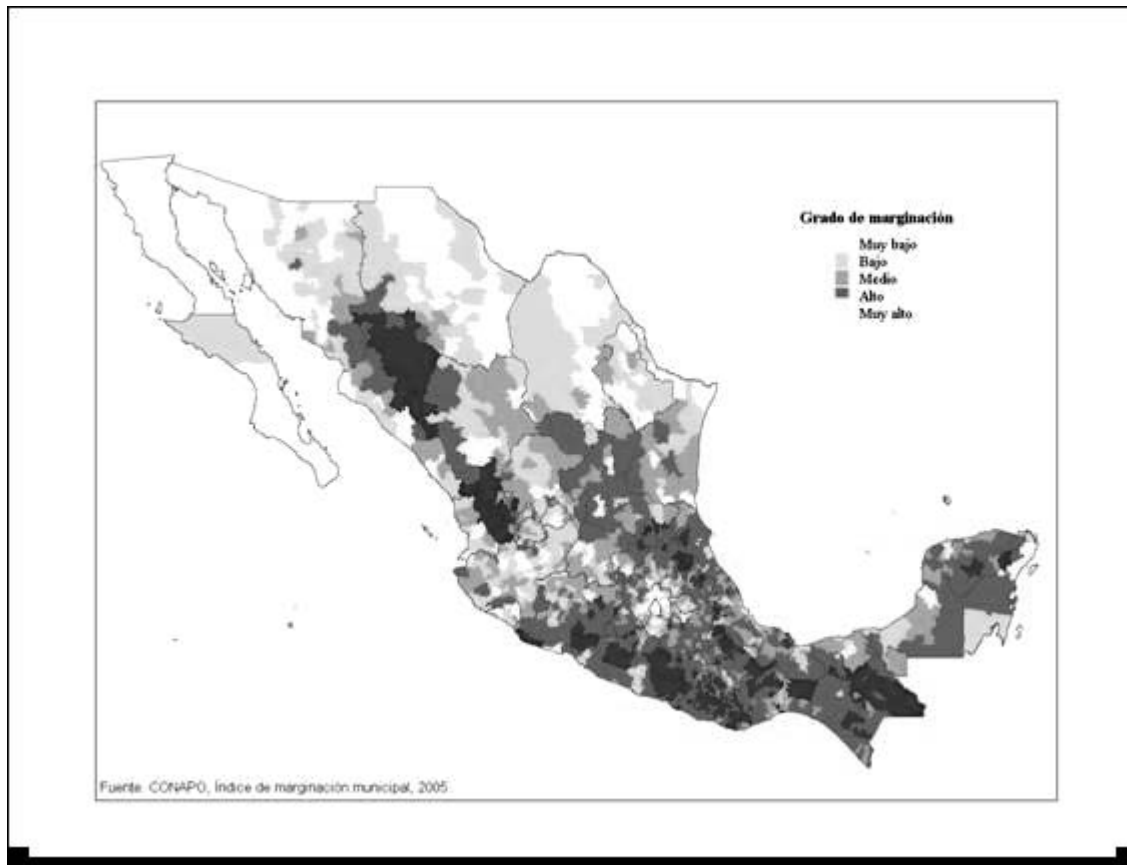 Grado de marginación
Muy bajo
Bajo
Medio
Alto
Muy alto
Fuente: CONAPO, Índice de marginación municipal, 2005